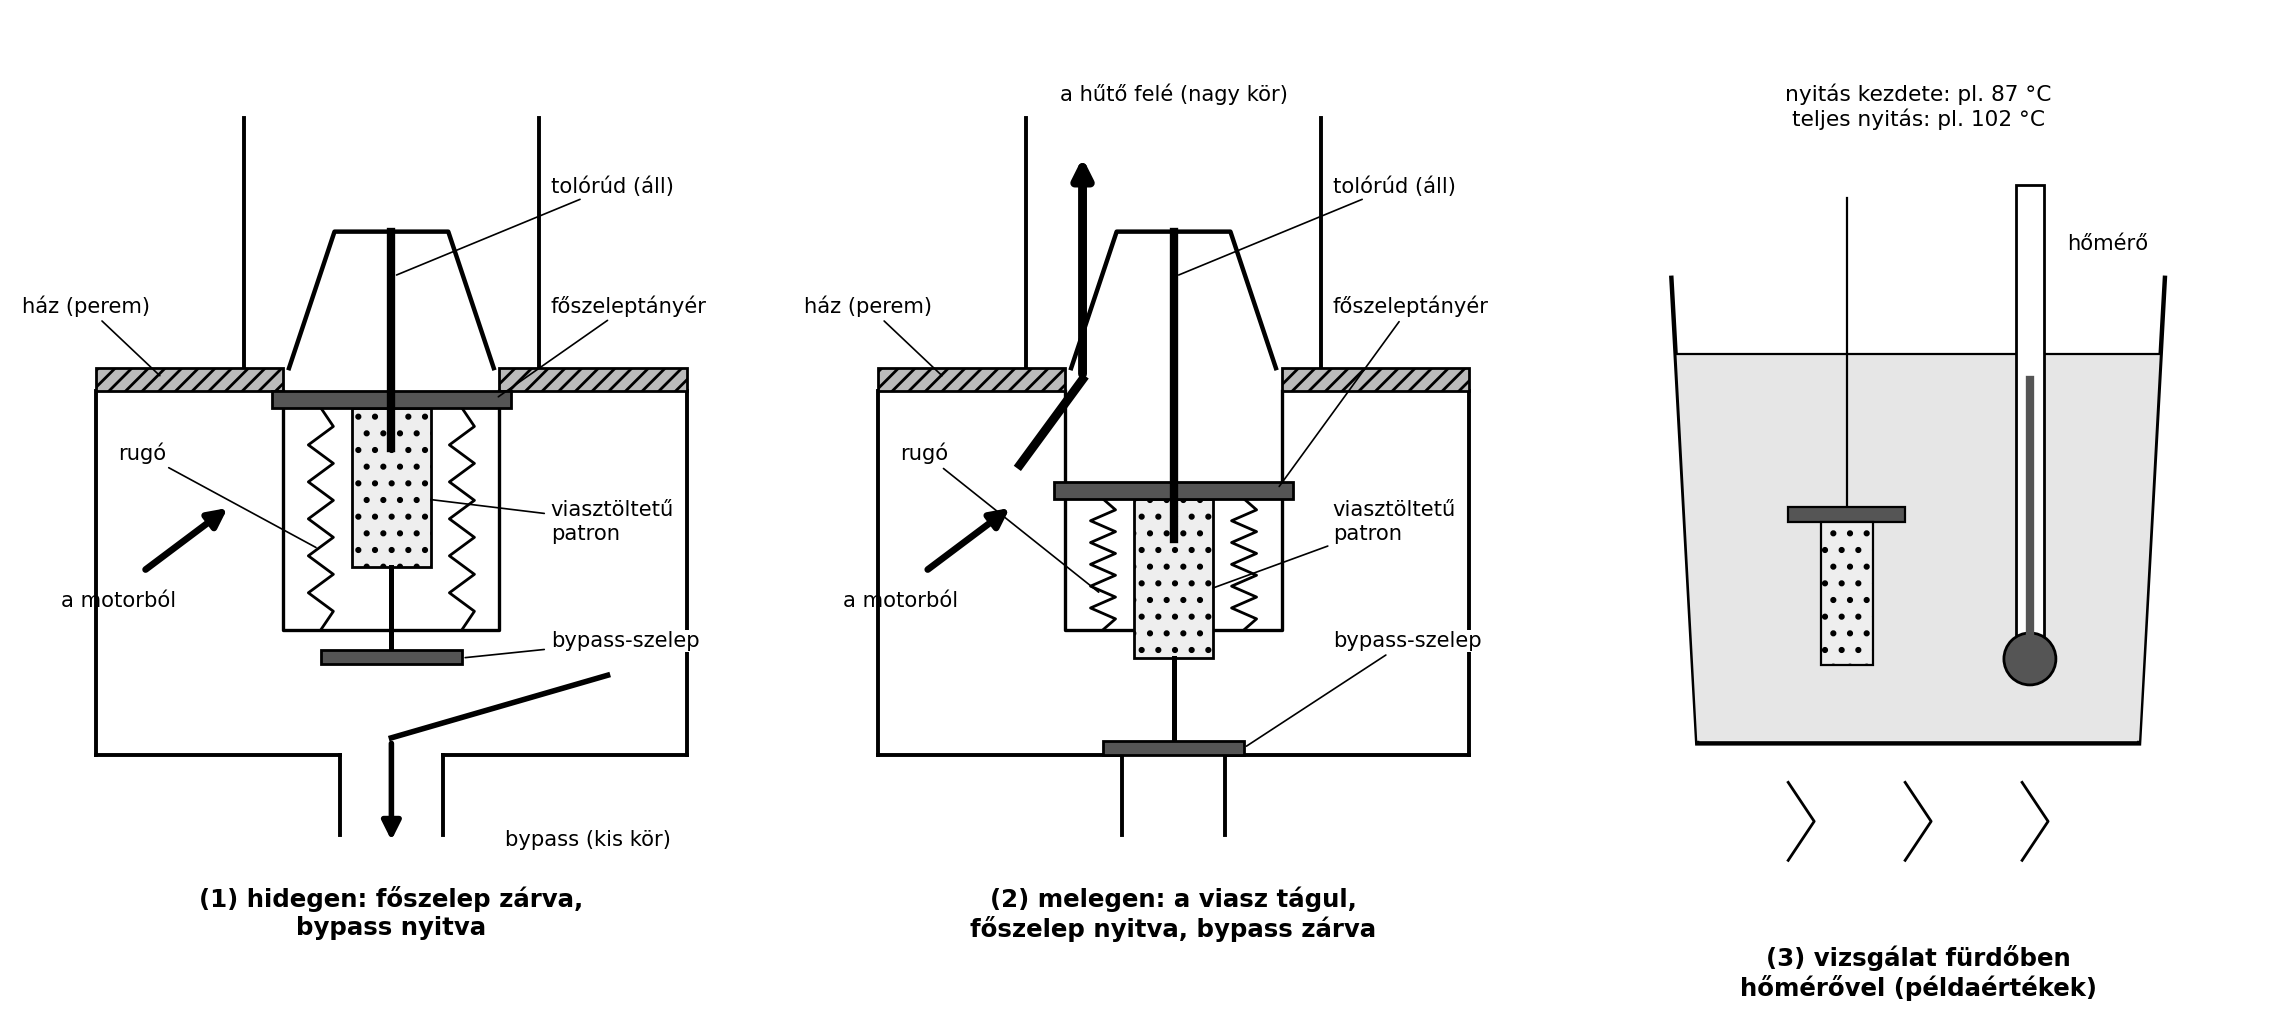 tolórúd (áll)
ház (perem)
főszeleptányér
rugó
viasztöltetű
patron
a motorból
bypass-szelep
bypass (kis kör)
(1) hidegen: főszelep zárva,
bypass nyitva
a hűtő felé (nagy kör)
tolórúd (áll)
ház (perem)
főszeleptányér
rugó
viasztöltetű
patron
a motorból
bypass-szelep
(2) melegen: a viasz tágul,
főszelep nyitva, bypass zárva
nyitás kezdete: pl. 87 °C
teljes nyitás: pl. 102 °C
hőmérő
(3) vizsgálat fürdőben
hőmérővel (példaértékek)